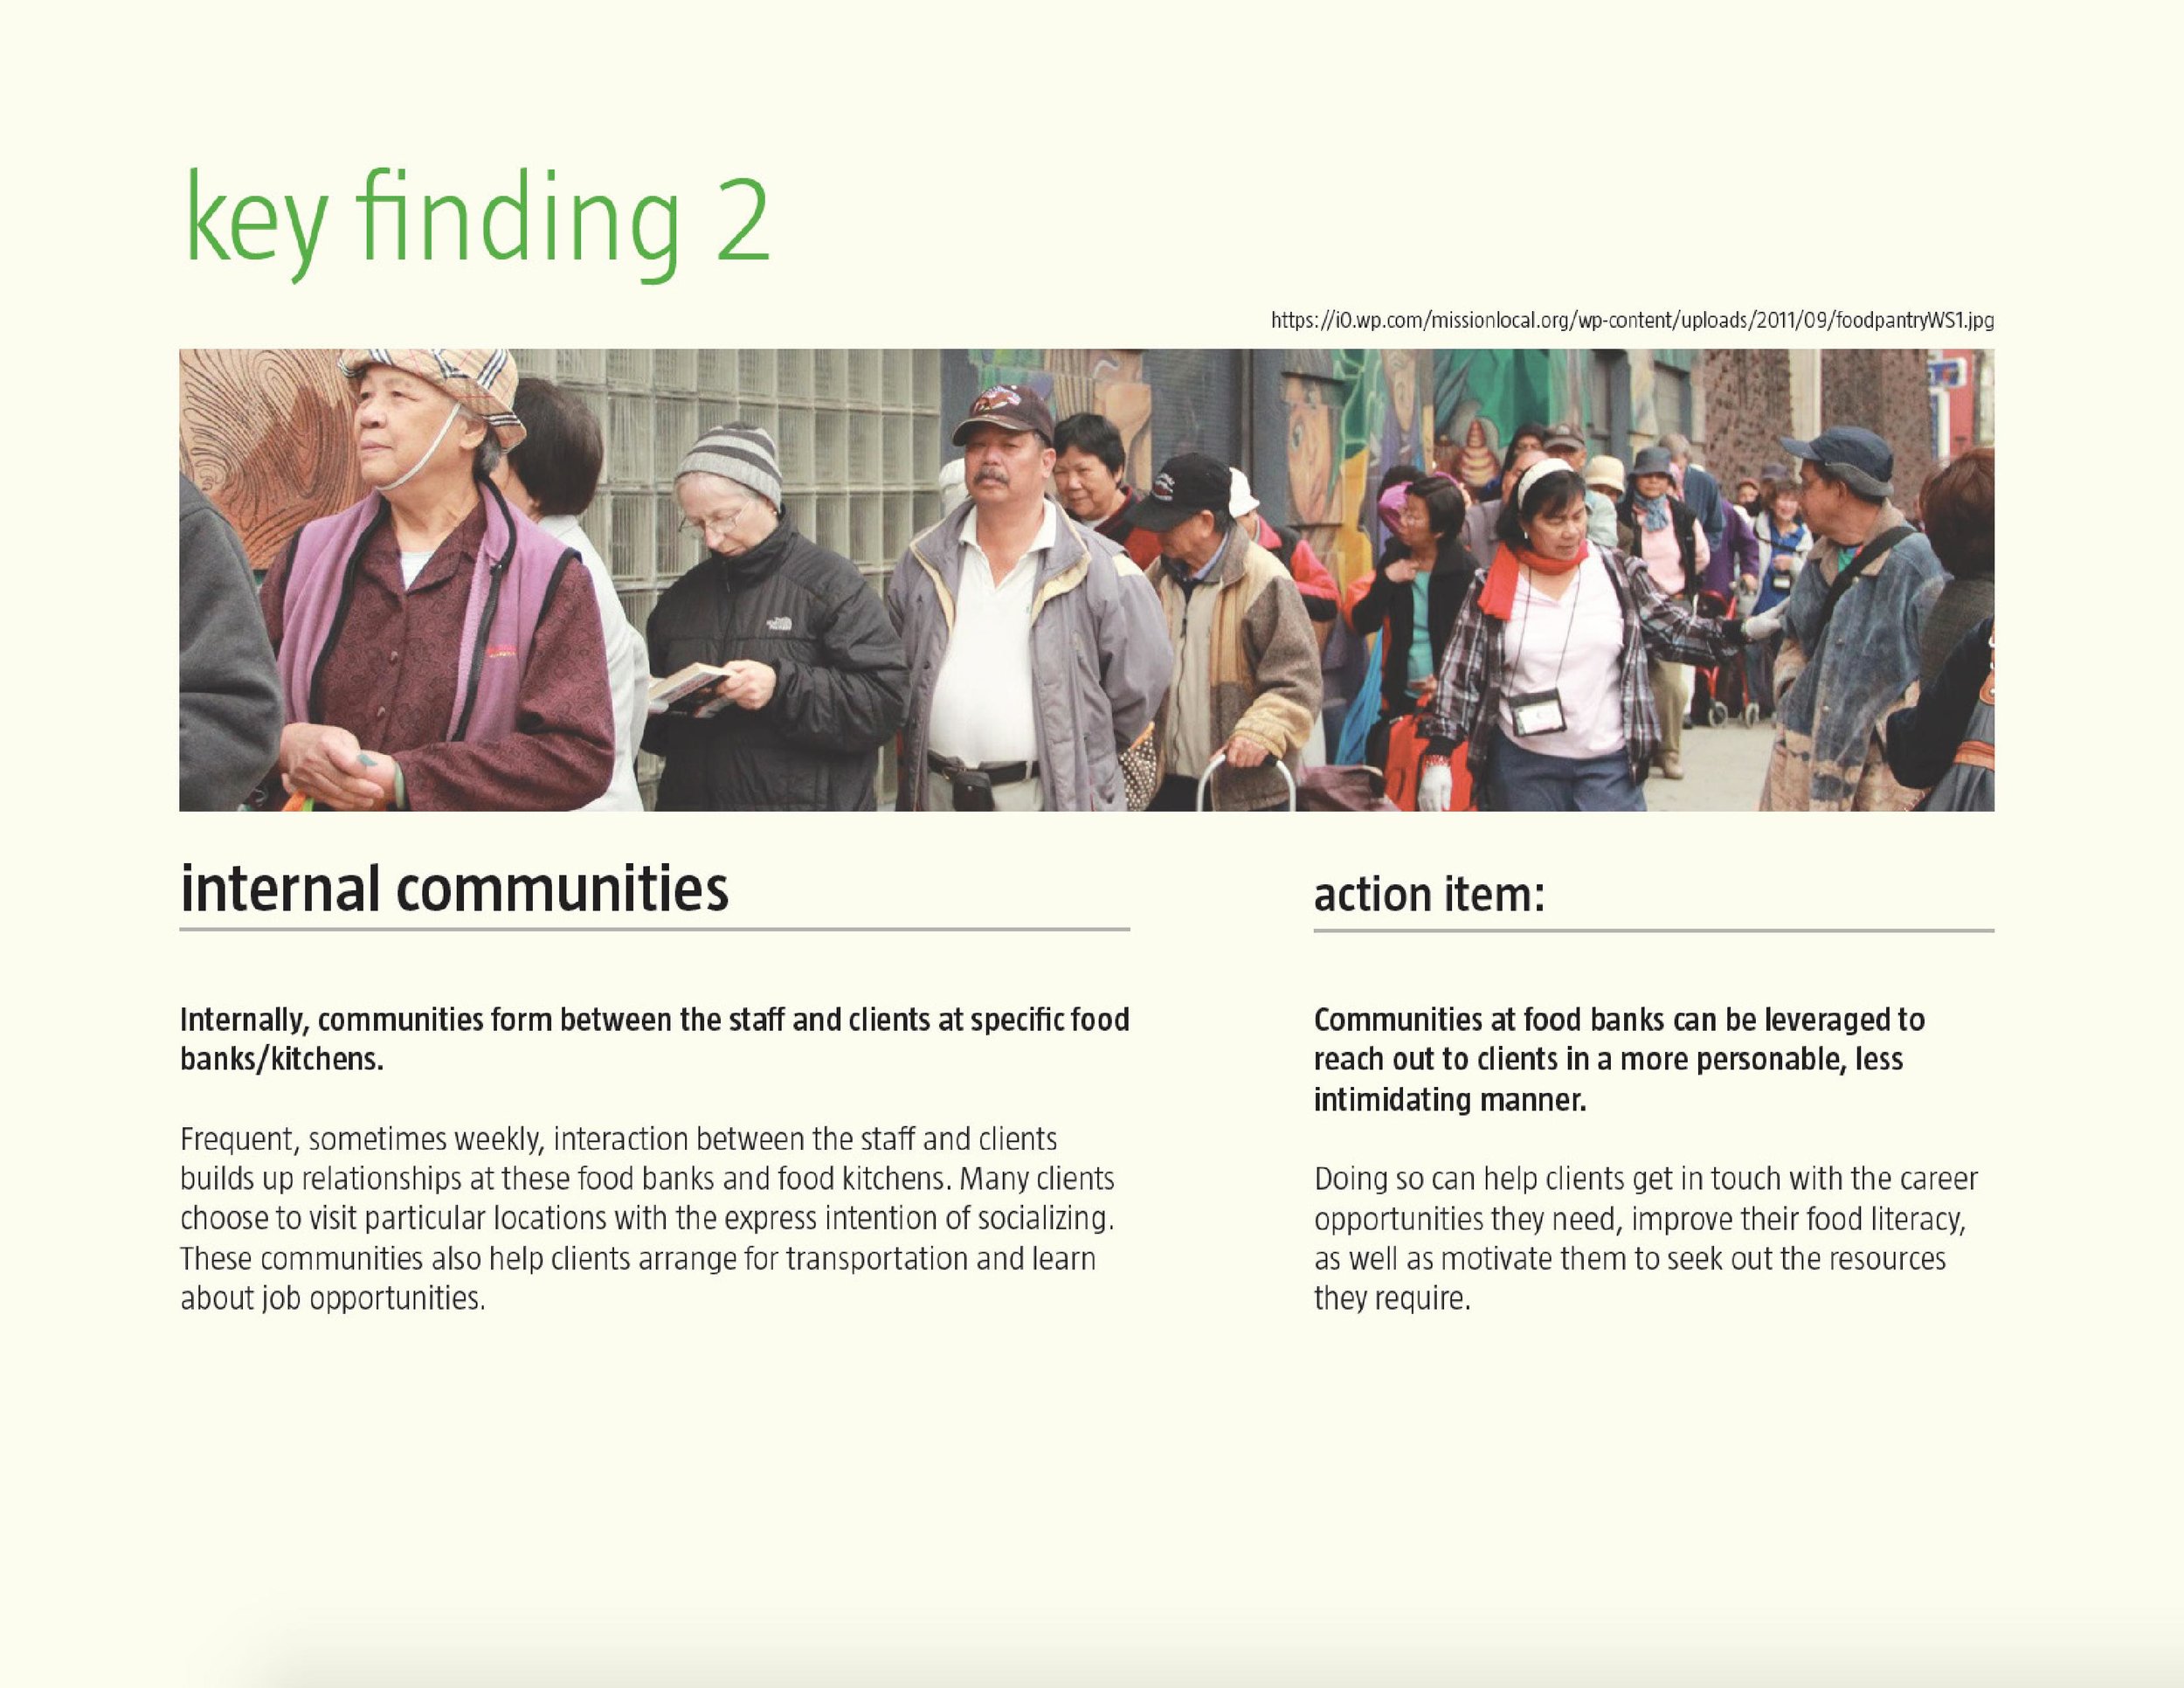 key finding 2
https://i0.wp.com/missionlocal.org/wp-content/uploads/2011/09/foodpantryWS1.jpg
internal communities
Internally, communities form between the staff and clients at specific food
banks/kitchens.
Frequent, sometimes weekly, interaction between the staff and clients
builds up relationships at these food banks and food kitchens. Many clients
choose to visit particular locations with the express intention of socializing.
These communities also help clients arrange for transportation and learn
about job opportunities.
action item:
Communities at food banks can be leveraged to
reach out to clients in a more personable, less
intimidating manner.
Doing so can help clients get in touch with the career
opportunities they need, improve their food literacy,
as well as motivate them to seek out the resources
they require.